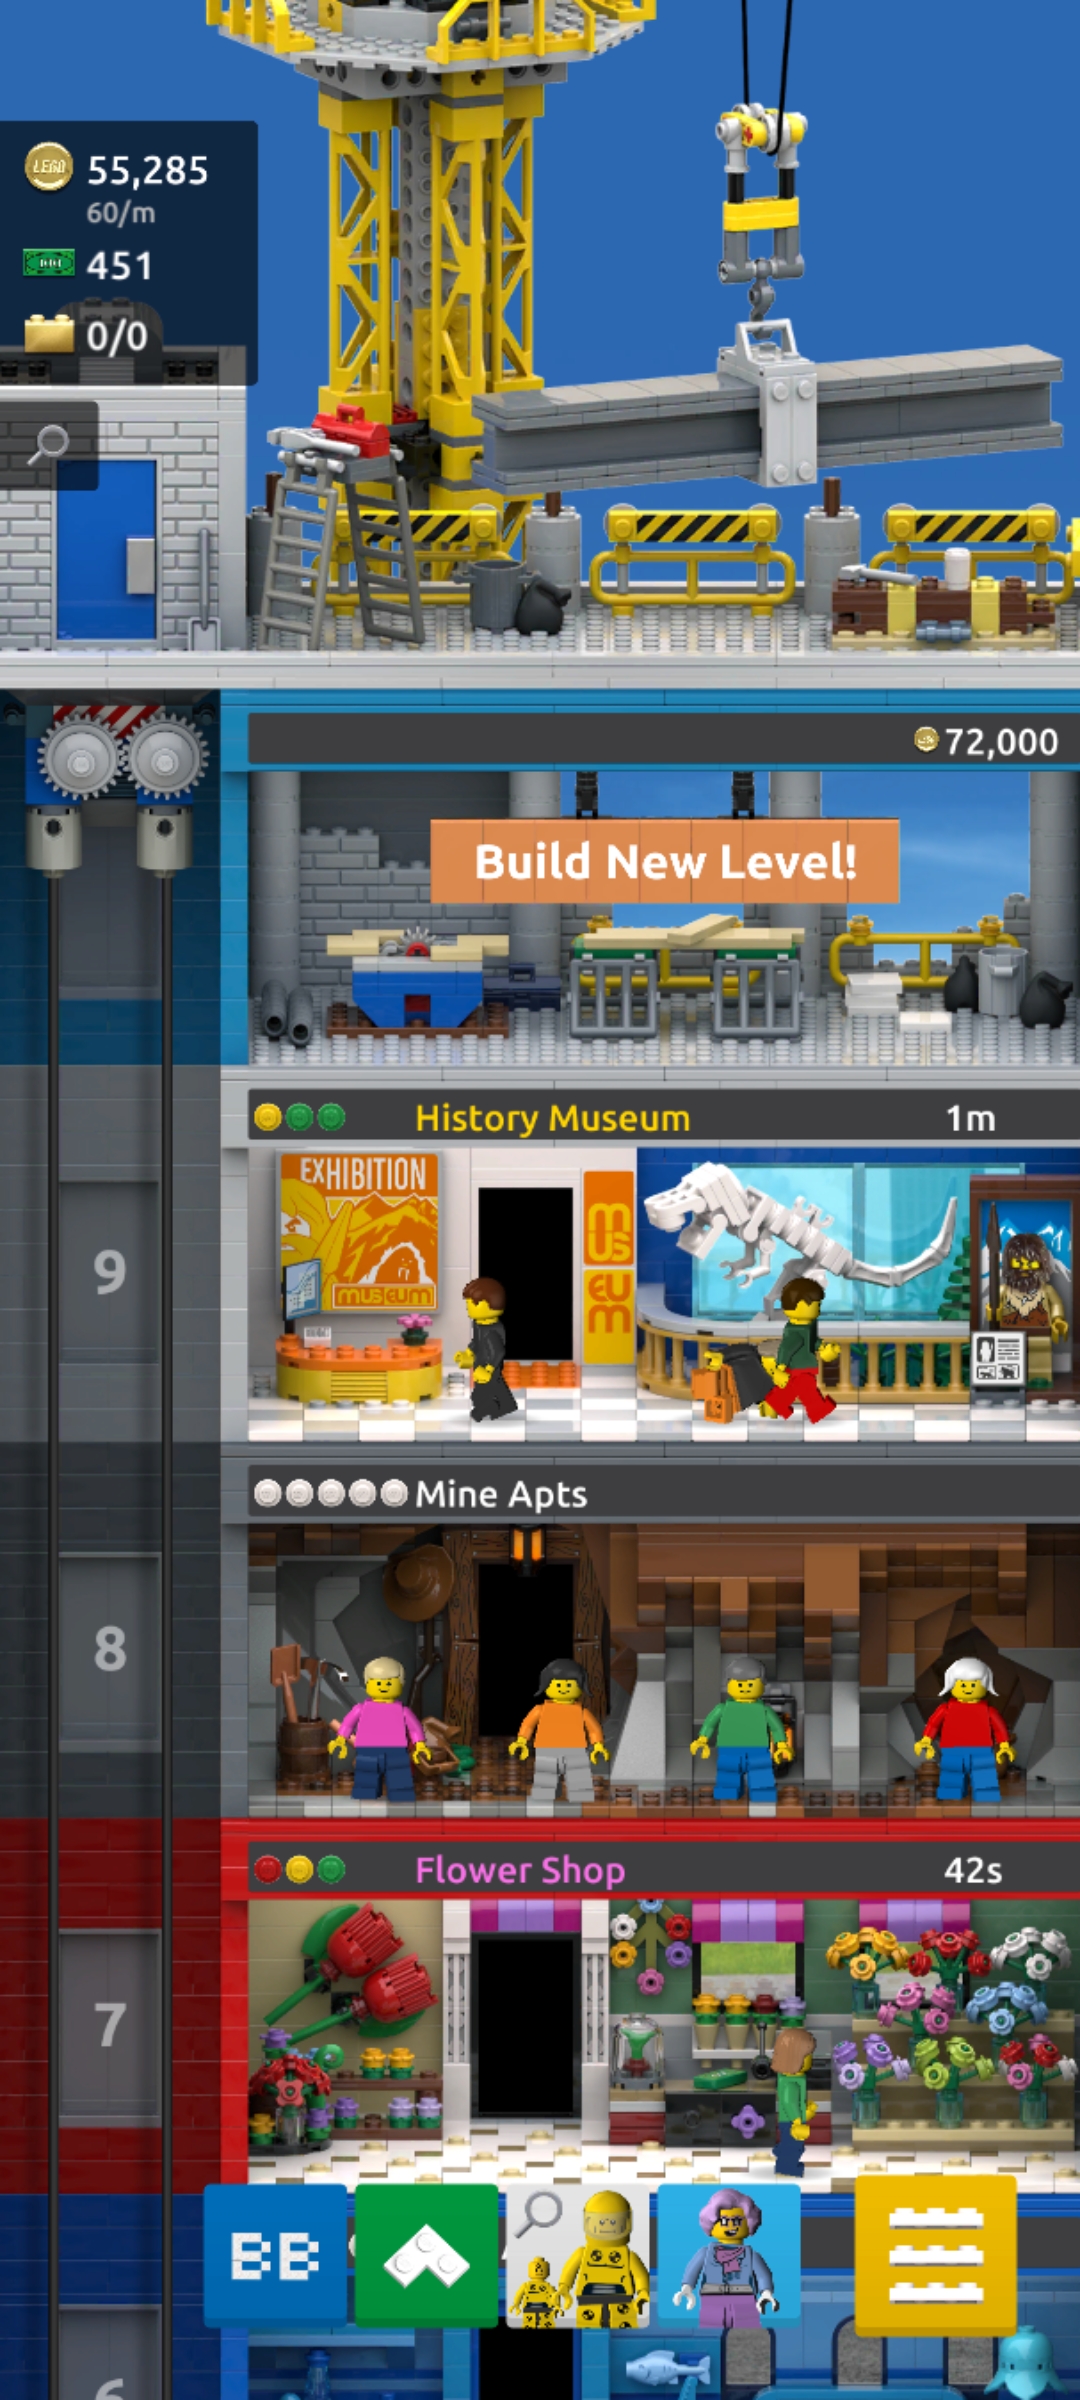 LEGO 55,285
60/m
451
0/0
72,000
Build New Level!
History Museum 1m
EXHIBITION
MUSEUM
MUS
EUM
9
Mine Apts
8
Flower Shop 42s
7
BB
6